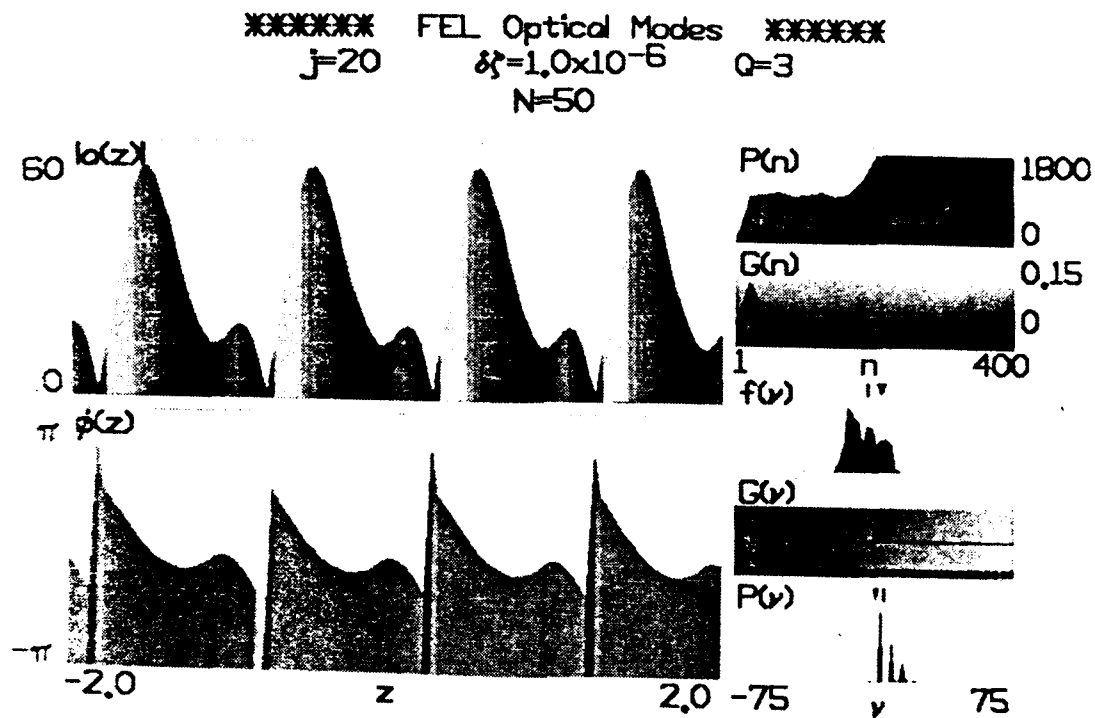 ****** FEL Optical Modes ******
j=20 δζ=1.0x10⁻⁶ Q=3
N=50
60 |a(z)|
0
π ϕ(z)
-π
-2.0 z 2.0
P(n) 1800
0
G(n) 0.15
0
1 n 400
f(ν)
G(ν)
P(ν)
-75 ν 75